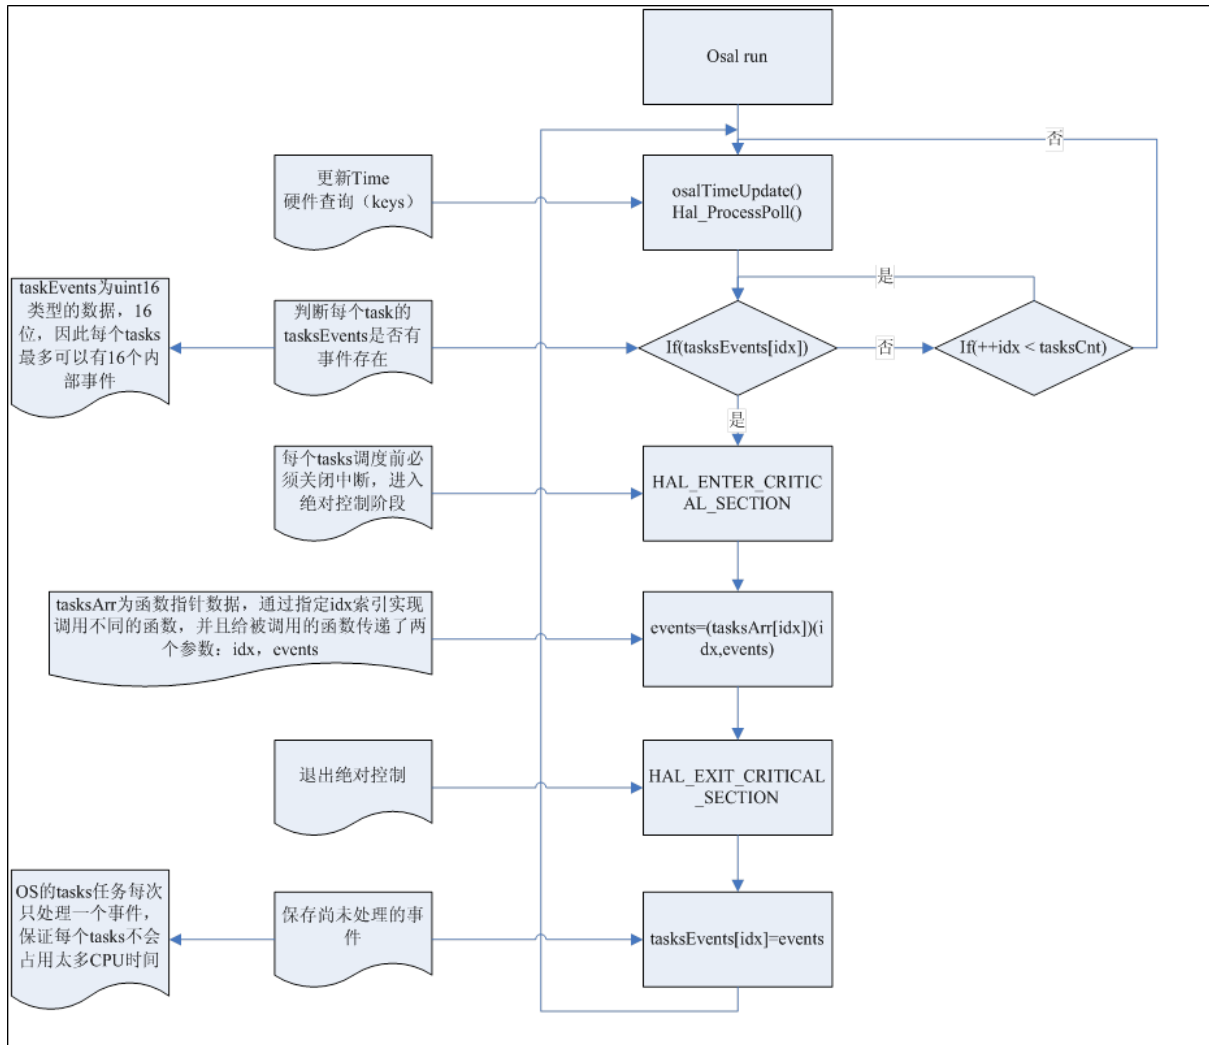 Osal run
否
更新Time
硬件查询（keys）
osalTimeUpdate()
Hal_ProcessPoll()
是
taskEvents为uint16
类型的数据，16
位，因此每个tasks
最多可以有16个内
部事件
判断每个task的
tasksEvents是否有
事件存在
If(tasksEvents[idx])
否
If(++idx < tasksCnt)
是
每个tasks调度前必
须关闭中断，进入
绝对控制阶段
HAL_ENTER_CRITIC
AL_SECTION
tasksArr为函数指针数据，通过指定idx索引实现
调用不同的函数，并且给被调用的函数传递了两
个参数：idx，events
events=(tasksArr[idx])(i
dx,events)
退出绝对控制
HAL_EXIT_CRITICAL
_SECTION
OS的tasks任务每次
只处理一个事件，
保证每个tasks不会
占用太多CPU时间
保存尚未处理的事
件
tasksEvents[idx]=events